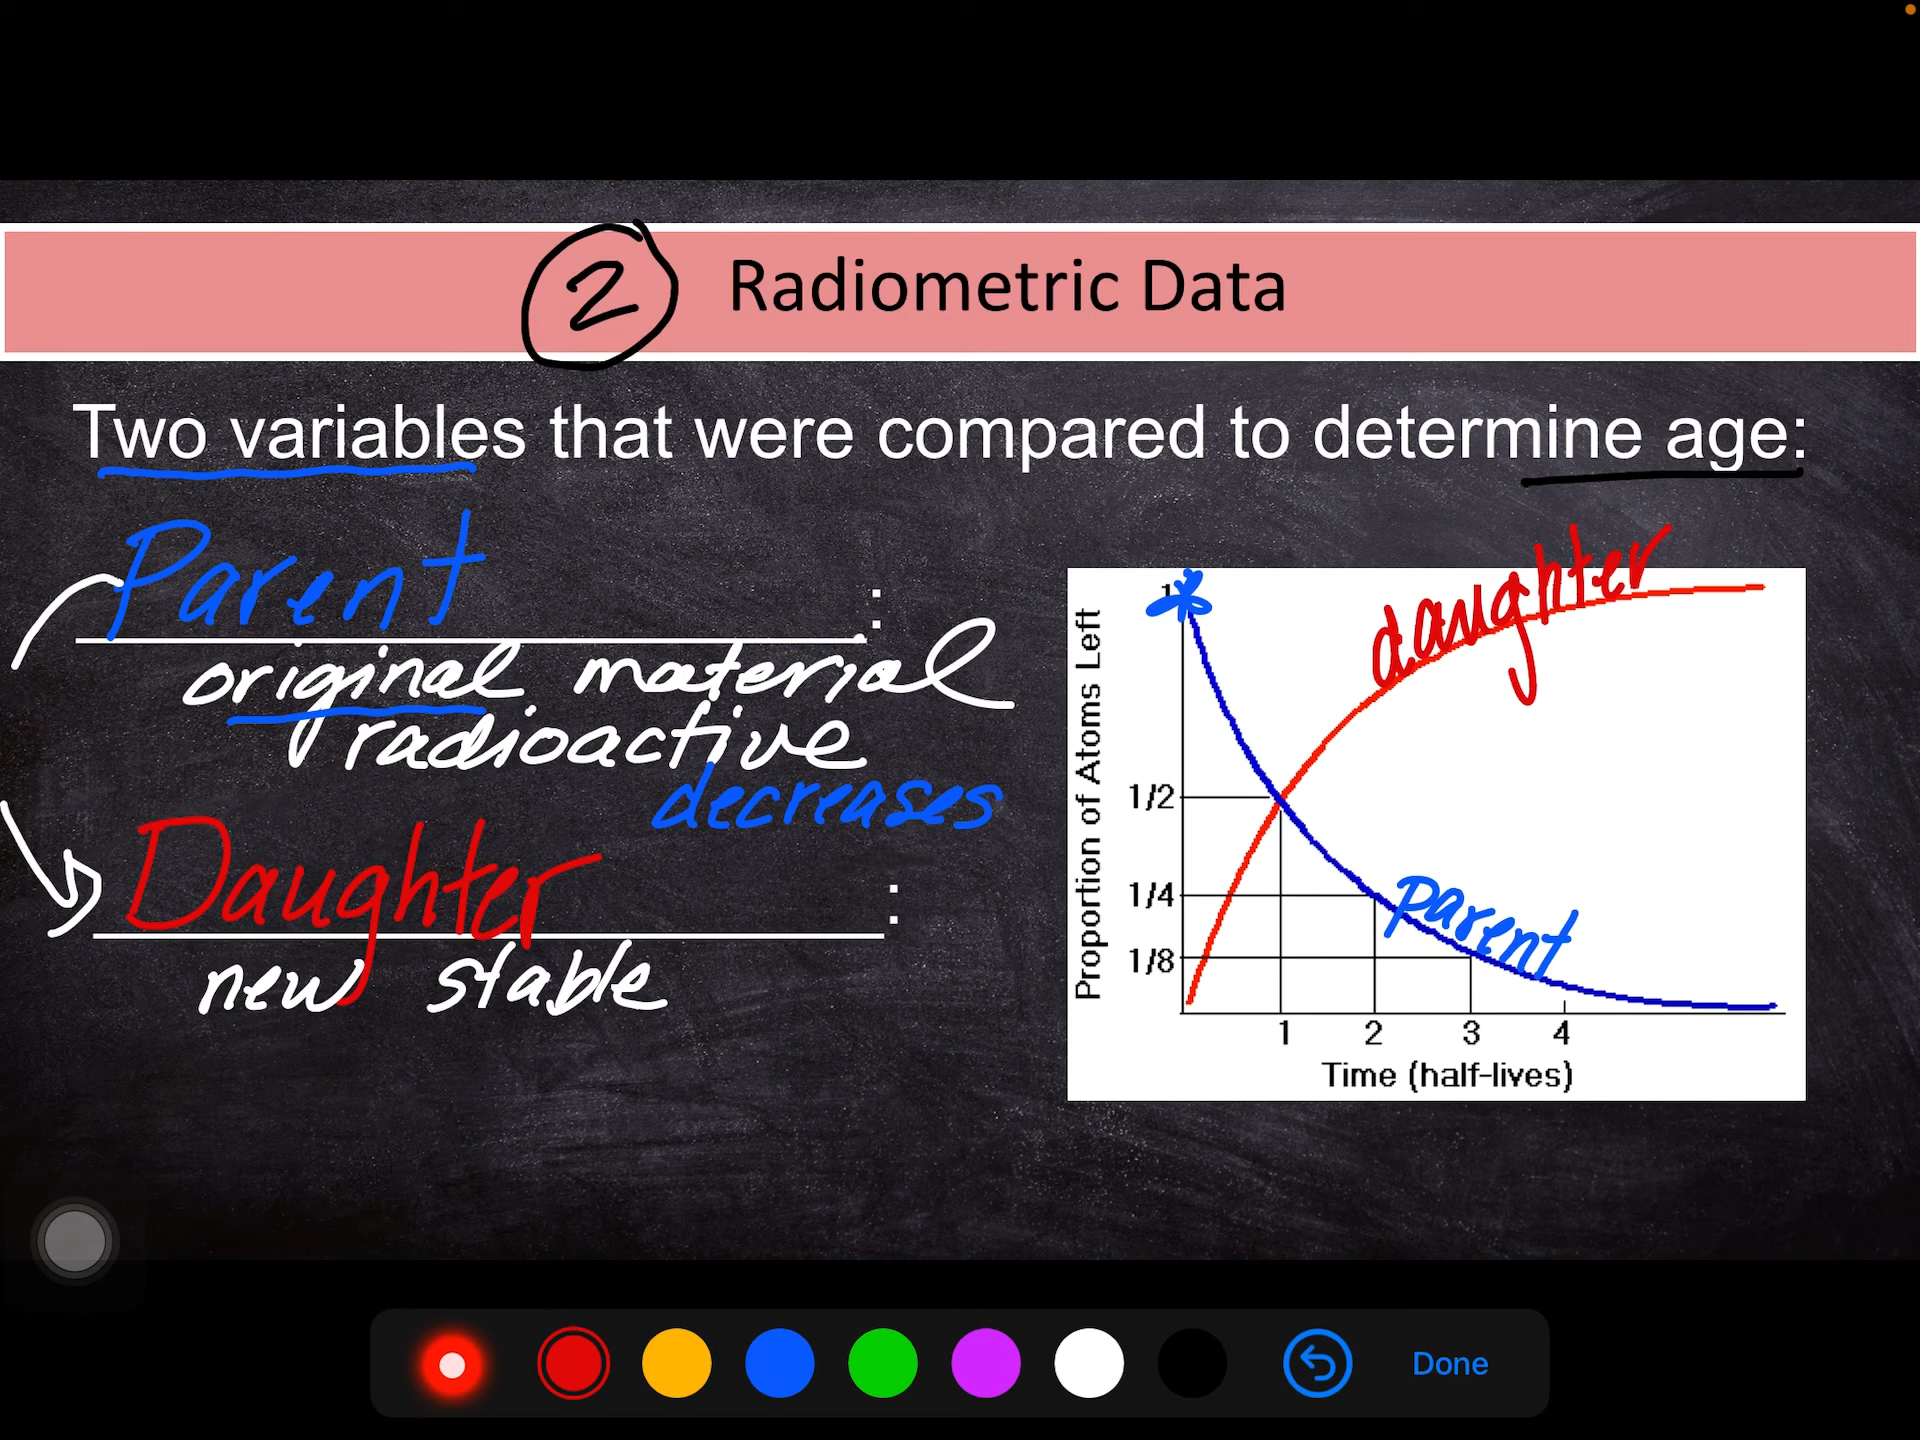 2 Radiometric Data
Two variables that were compared to determine age:
Parent :
original material
radioactive
decreases
Daughter :
new stable
daughter
parent
Proportion of Atoms Left
1
1/2
1/4
1/8
1 2 3 4
Time (half-lives)
Done